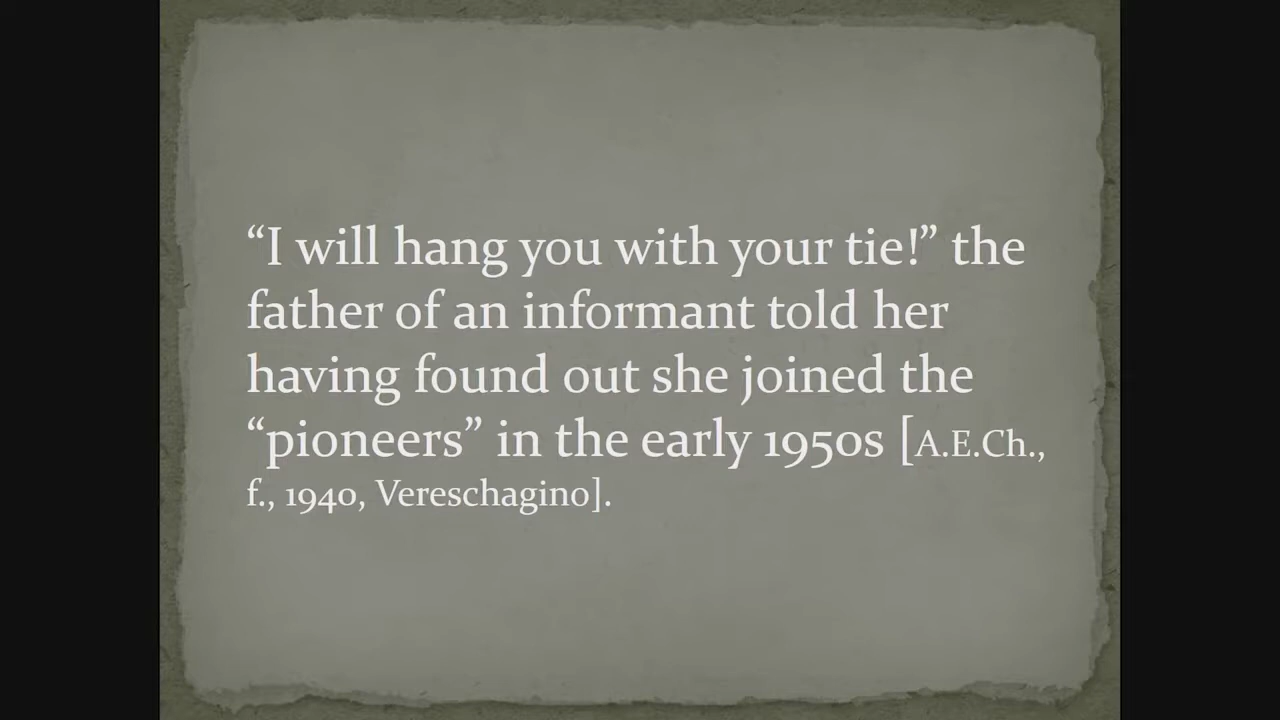 “I will hang you with your tie!” the
father of an informant told her
having found out she joined the
“pioneers” in the early 1950s [A.E.Ch.,
f., 1940, Vereschagino].